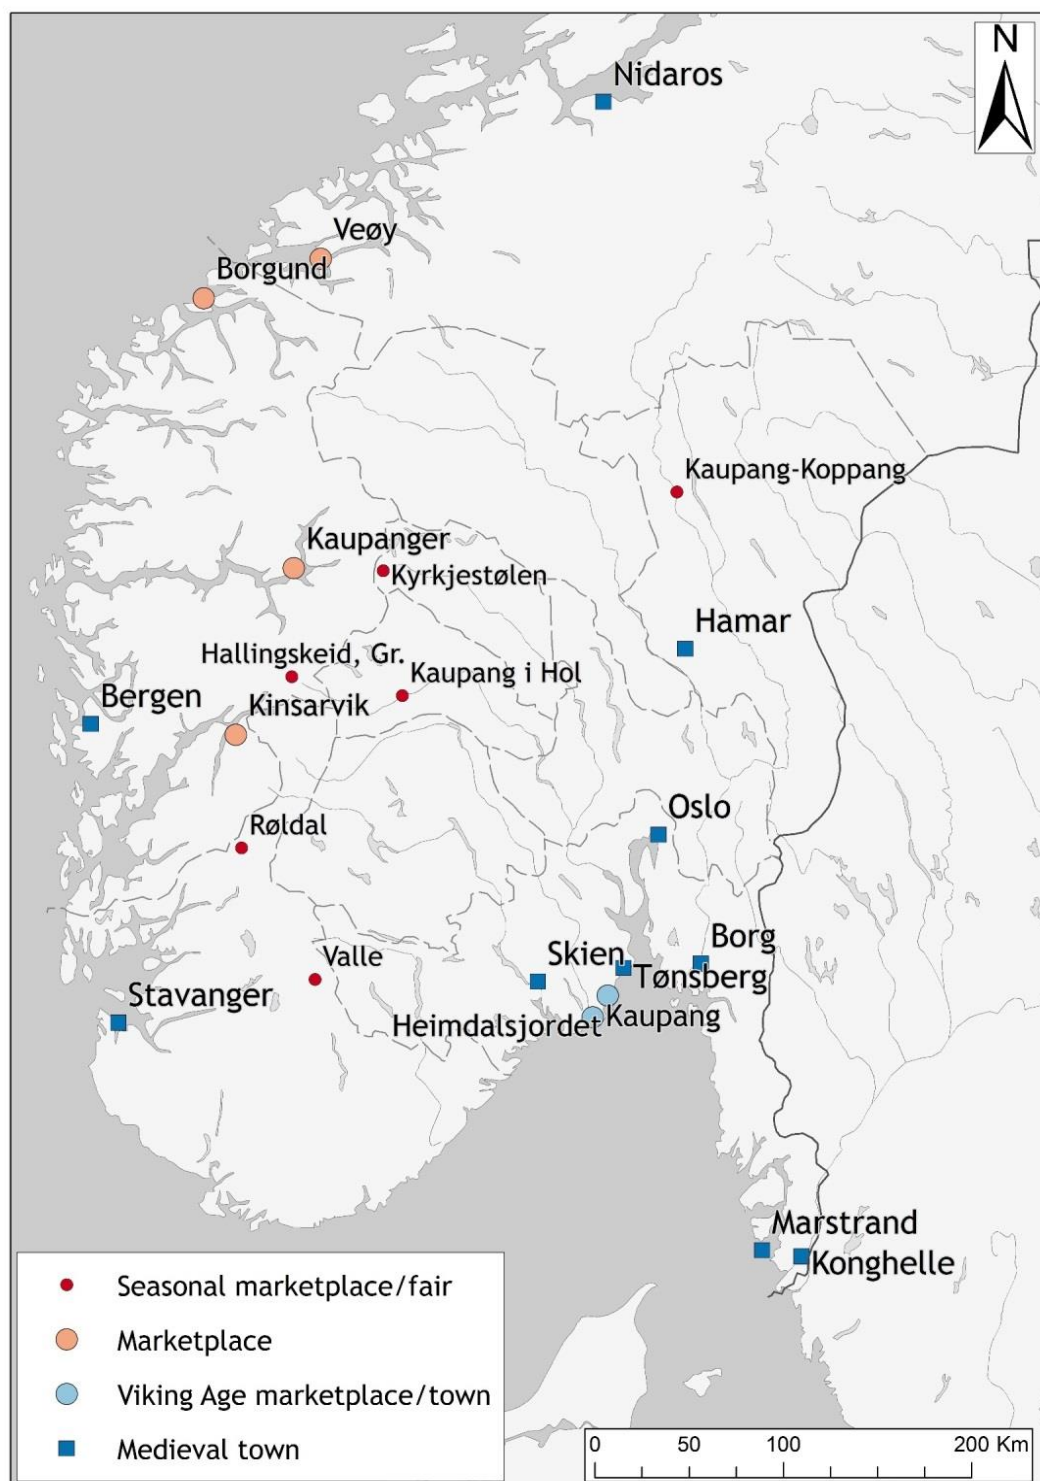 N
Nidaros
Veøy
Borgund
Kaupang-Koppang
Kaupanger
Kyrkjestølen
Hamar
Hallingskeid, Gr.
Kaupang i Hol
Bergen
Kinsarvik
Oslo
Røldal
Borg
Skien
Valle
Tønsberg
Stavanger
Kaupang
Heimdalsjordet
Marstrand
Konghelle
Seasonal marketplace/fair
Marketplace
Viking Age marketplace/town
Medieval town
0 50 100 200 Km